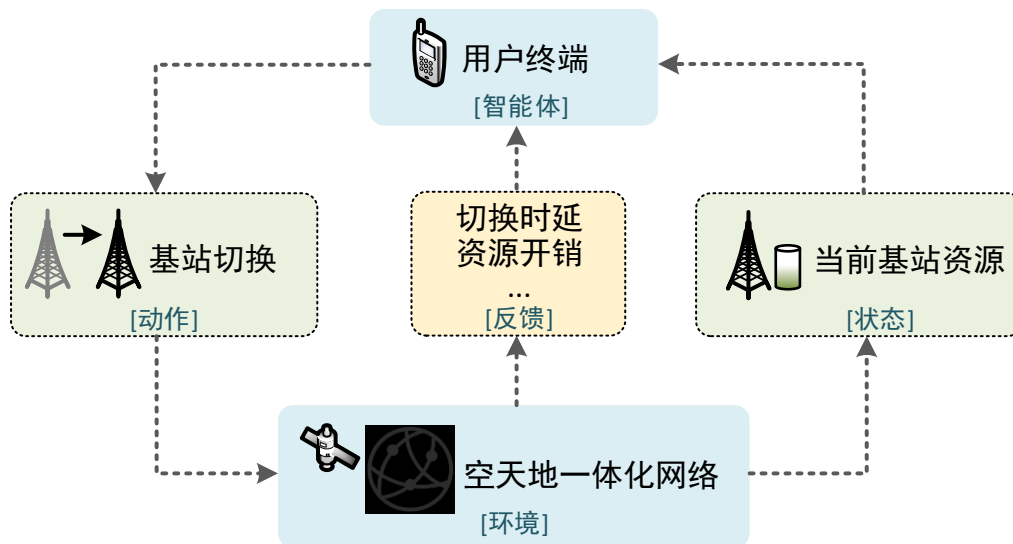 用户终端
[智能体]
基站切换
[动作]
切换时延
资源开销
...
[反馈]
当前基站资源
[状态]
空天地一体化网络
[环境]